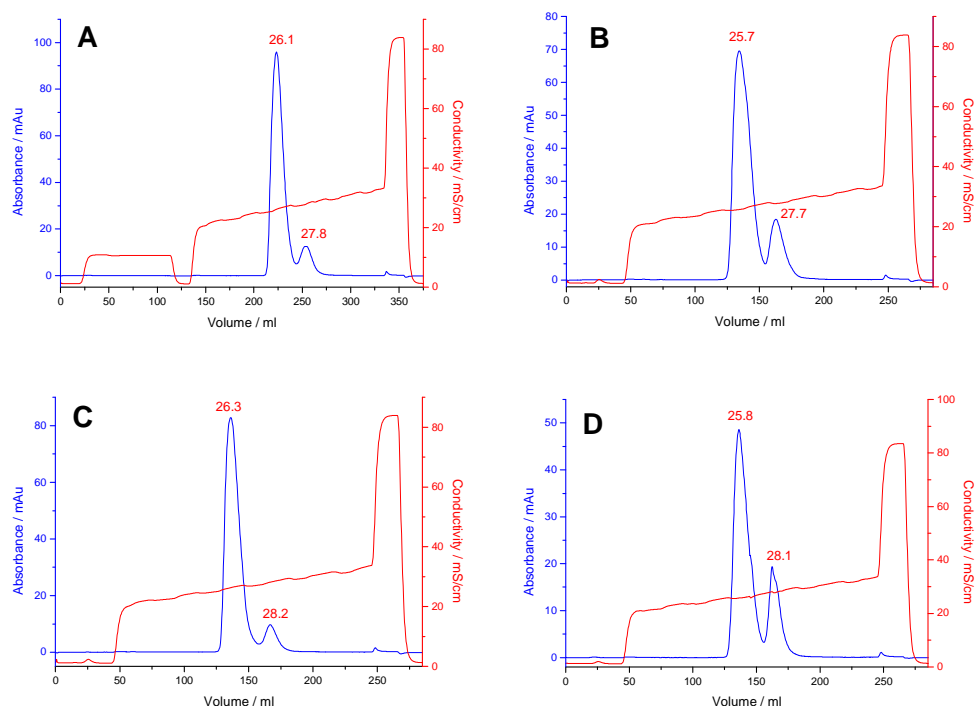 A
26.1
27.8
100
80
60
40
20
0
Absorbance / mAu
80
60
40
20
0
Conductivity / mS/cm
0 50 100 150 200 250 300 350
Volume / ml
B
25.7
27.7
80
70
60
50
40
30
20
10
0
Absorbance / mAu
80
60
40
20
0
Conductivity / mS/cm
0 50 100 150 200 250
Volume / ml
C
26.3
28.2
80
60
40
20
0
Absorbance / mAu
80
60
40
20
0
Conductivity / mS/cm
0 50 100 150 200 250
Volume / ml
D
25.8
28.1
50
40
30
20
10
0
Absorbance / mAu
100
80
60
40
20
0
Conductivity / mS/cm
0 50 100 150 200 250
Volume / ml